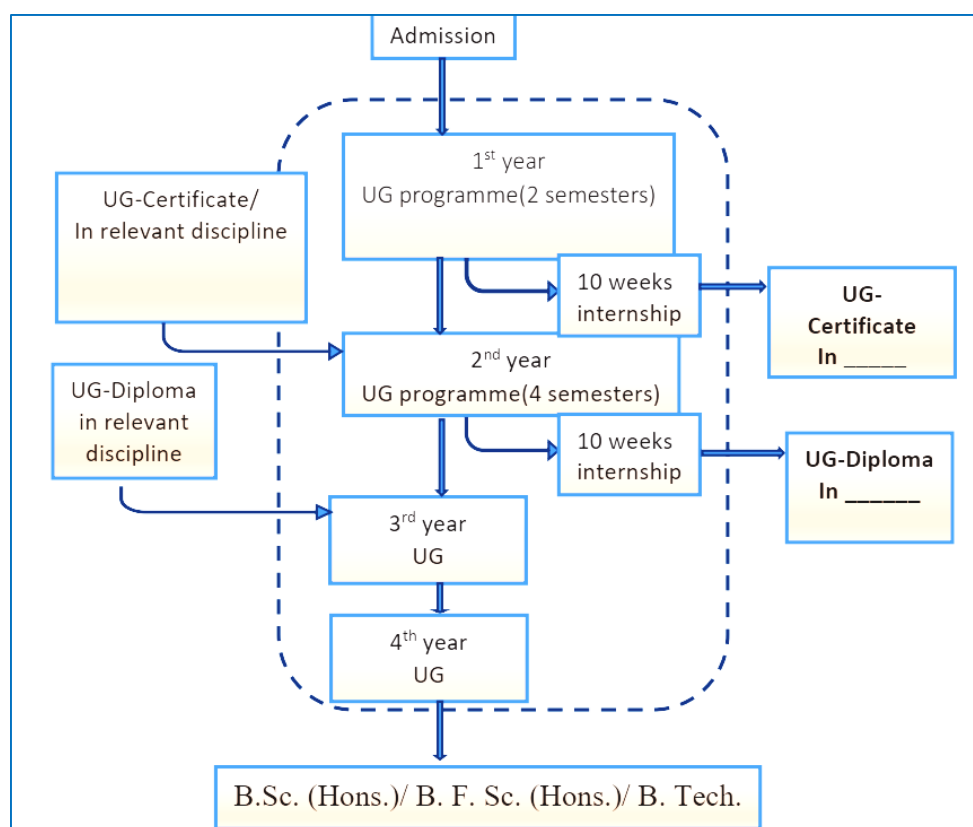 Admission
1st year
UG programme(2 semesters)
UG-Certificate/
In relevant discipline
10 weeks
internship
UG-
Certificate
In _____
2nd year
UG programme(4 semesters)
UG-Diploma
in relevant
discipline
10 weeks
internship
UG-Diploma
In ______
3rd year
UG
4th year
UG
B.Sc. (Hons.)/ B. F. Sc. (Hons.)/ B. Tech.